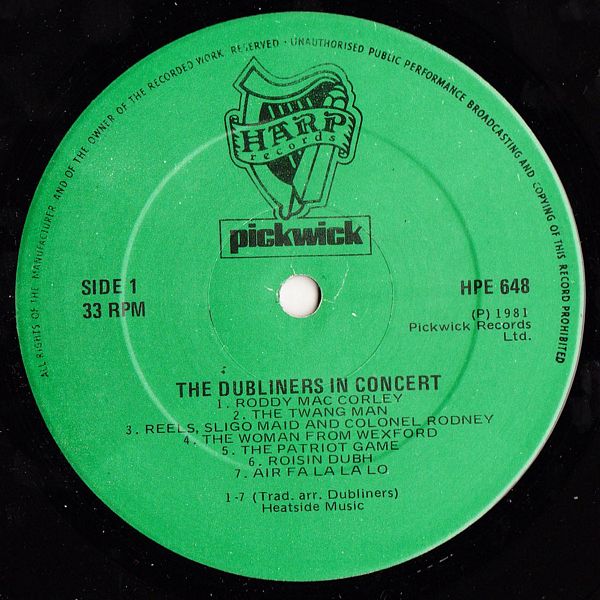 ALL RIGHTS OF THE MANUFACTURER AND OF THE OWNER OF THE RECORDED WORK RESERVED · UNAUTHORISED PUBLIC PERFORMANCE BROADCASTING AND COPYING OF THIS RECORD PROHIBITED
HARP
records
pickwick
SIDE 1
33 RPM
HPE 648
(P) 1981
Pickwick Records
Ltd.
THE DUBLINERS IN CONCERT
1. RODDY MAC CORLEY
2. THE TWANG MAN
3. REELS, SLIGO MAID AND COLONEL RODNEY
4. THE WOMAN FROM WEXFORD
5. THE PATRIOT GAME
6. ROISIN DUBH
7. AIR FA LA LA LO
1-7 (Trad. arr. Dubliners)
Heatside Music